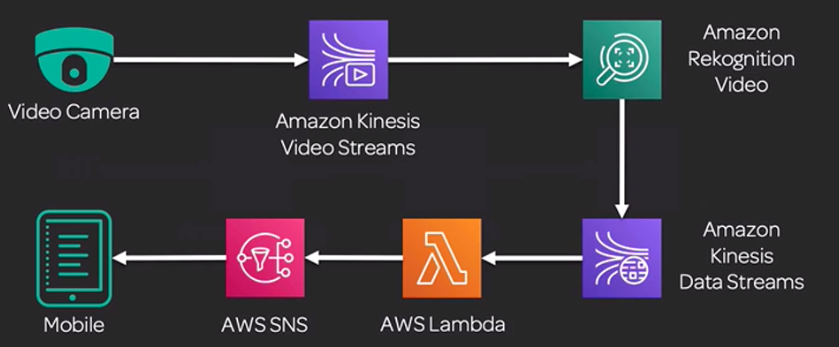 Video Camera
Amazon Kinesis
Video Streams
Amazon
Rekognition
Video
Mobile
AWS SNS
AWS Lambda
Amazon
Kinesis
Data Streams